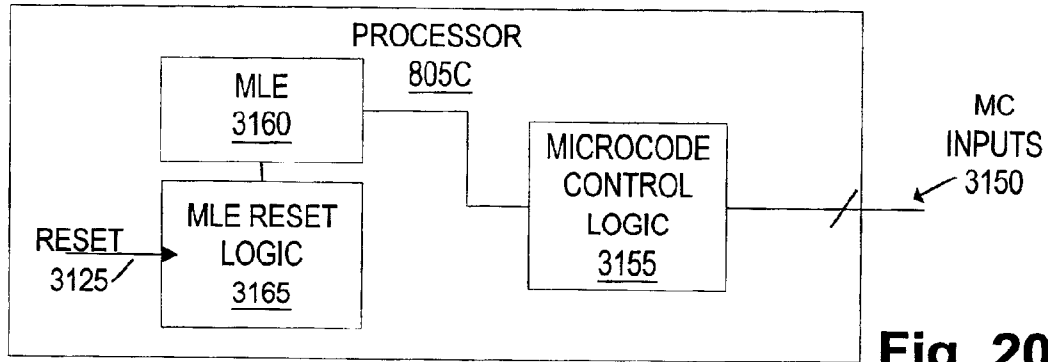 PROCESSOR
805C
MLE
3160
MLE RESET
LOGIC
3165
RESET
3125
MICROCODE
CONTROL
LOGIC
3155
MC
INPUTS
3150
Fig. 20